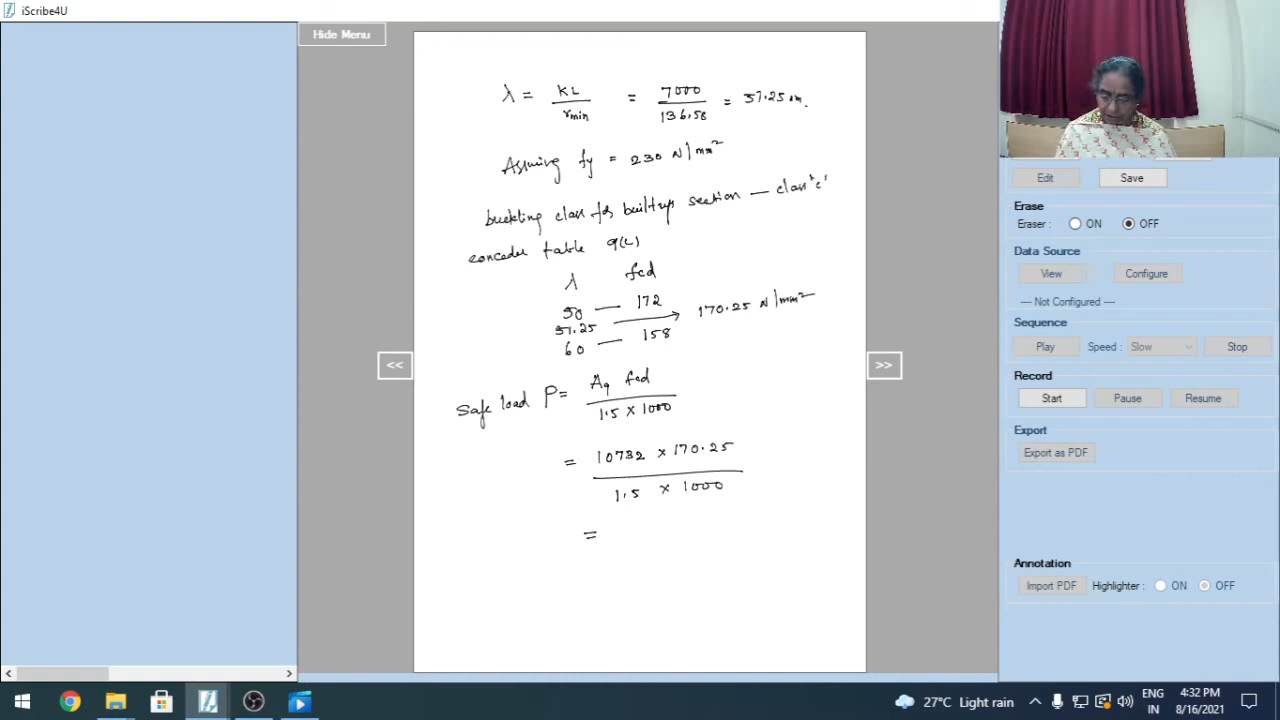 iScribe4U
Hide Menu
λ = KL / rmin = 7000 / 136.58 = 51.25 mm.
Assuming fy = 230 N/mm²
buckling class for builtup section — class 'c'
conceder table 9(c)
λ fcd
50 — 172
51.25 → 170.25 N/mm²
60 — 158
Safe load P = Ag fcd / 1.5 × 1000
= 10732 × 170.25 / 1.5 × 1000
=
<<
>>
Edit Save
Erase
Eraser : ON OFF
Data Source
View Configure
--- Not Configured ---
Sequence
Play Speed : Slow Stop
Record
Start Pause Resume
Export
Export as PDF
Annotation
Import PDF Highlighter : ON OFF
27°C Light rain
ENG
IN
4:32 PM
8/16/2021